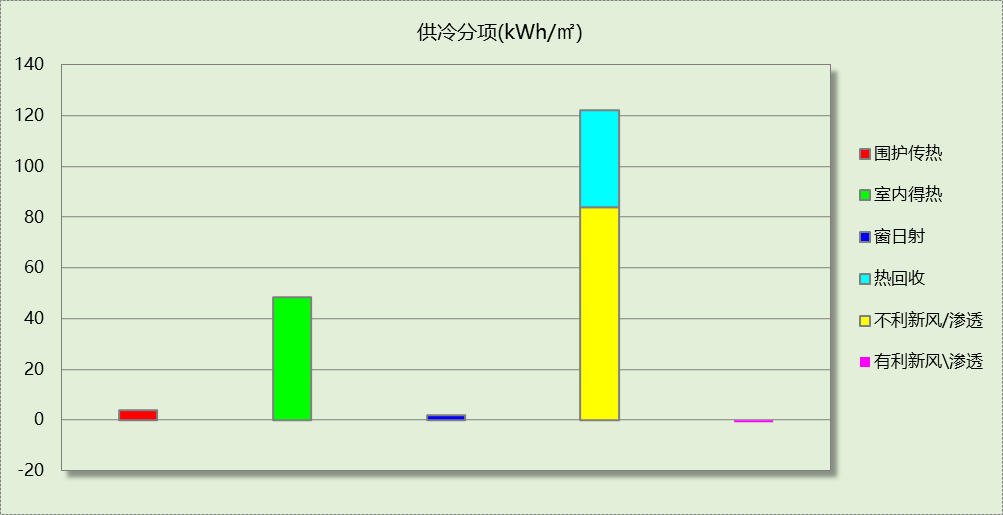 供冷分项(kWh/㎡)
140
120
100
80
60
40
20
0
-20
围护传热
室内得热
窗日射
热回收
不利新风/渗透
有利新风\渗透